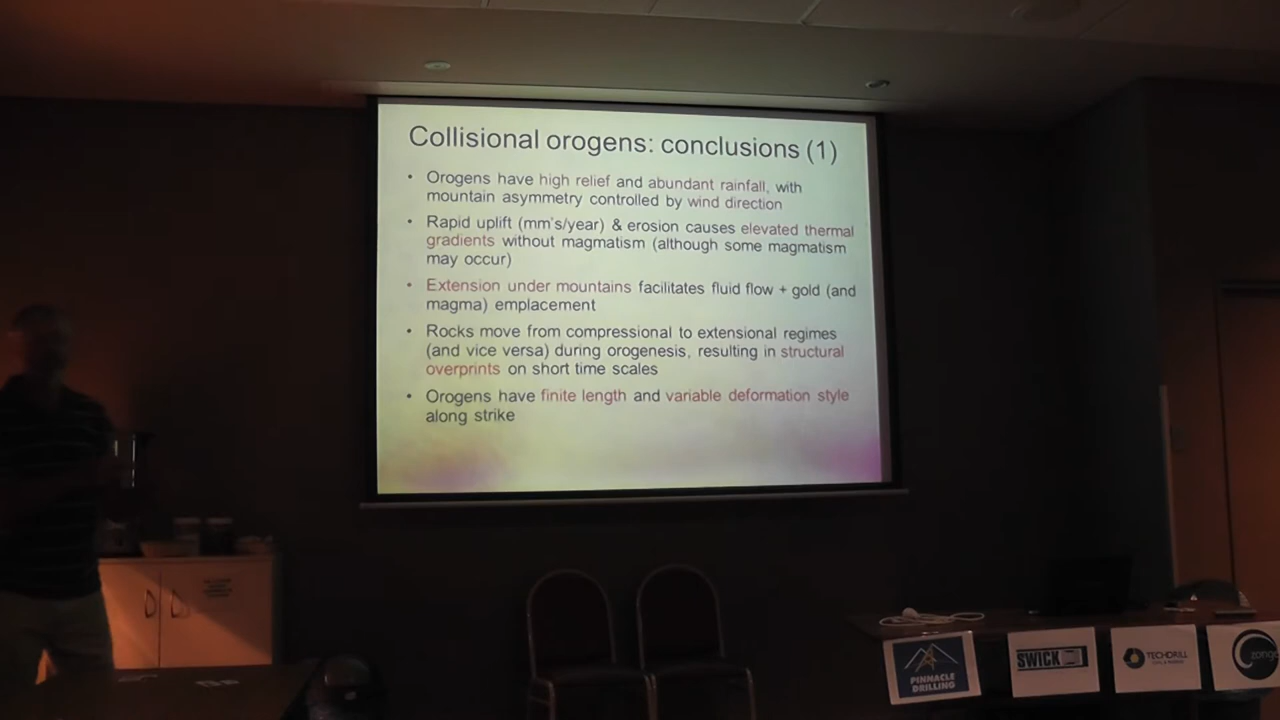 Collisional orogens: conclusions (1)
• Orogens have high relief and abundant rainfall, with
mountain asymmetry controlled by wind direction
• Rapid uplift (mm's/year) & erosion causes elevated thermal
gradients without magmatism (although some magmatism
may occur)
• Extension under mountains facilitates fluid flow + gold (and
magma) emplacement
• Rocks move from compressional to extensional regimes
(and vice versa) during orogenesis, resulting in structural
overprints on short time scales
• Orogens have finite length and variable deformation style
along strike
PINNACLE
DRILLING
SWICK
TECHDRILL
zonge